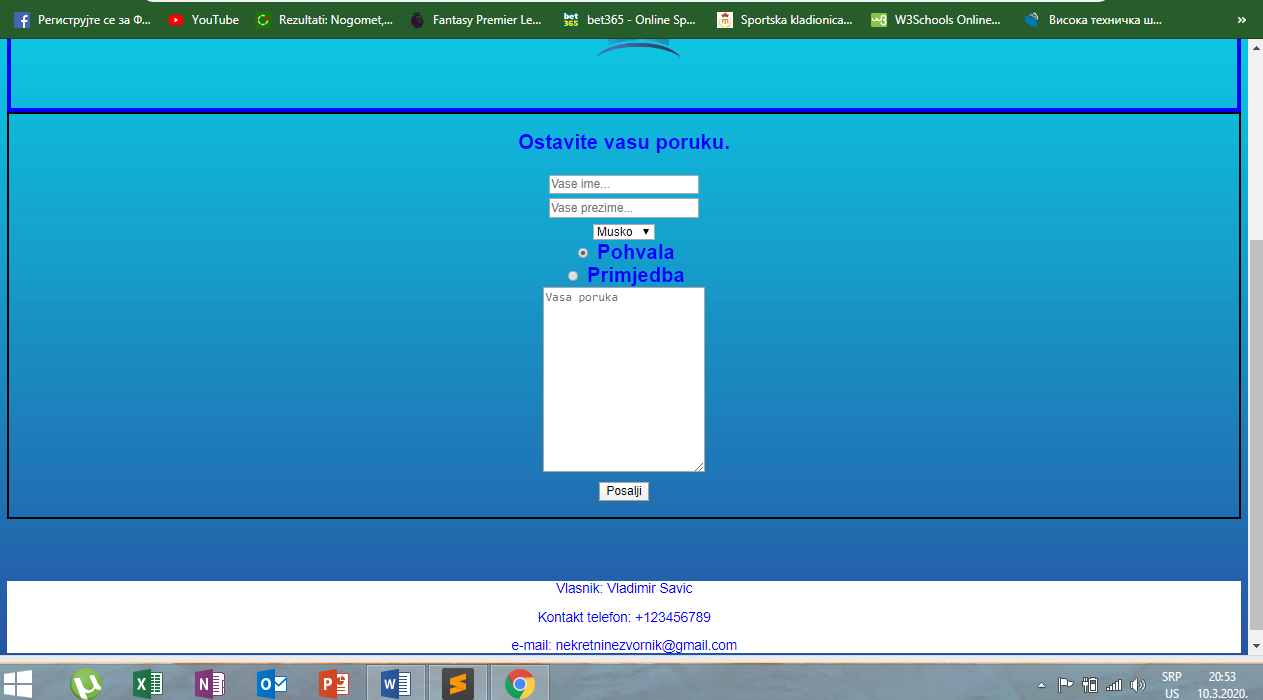 Региструјте се за Ф...
YouTube
Rezultati: Nogomet,...
Fantasy Premier Le...
bet365
bet365 - Online Sp...
Sportska kladionica...
W3Schools Online...
Висока техничка ш...
»
Ostavite vasu poruku.
Vase ime...
Vase prezime...
Musko
Pohvala
Primjedba
Vasa poruka
Posalji
Vlasnik: Vladimir Savic
Kontakt telefon: +123456789
e-mail: nekretninezvornik@gmail.com
SRP
US
20:53
10.3.2020.